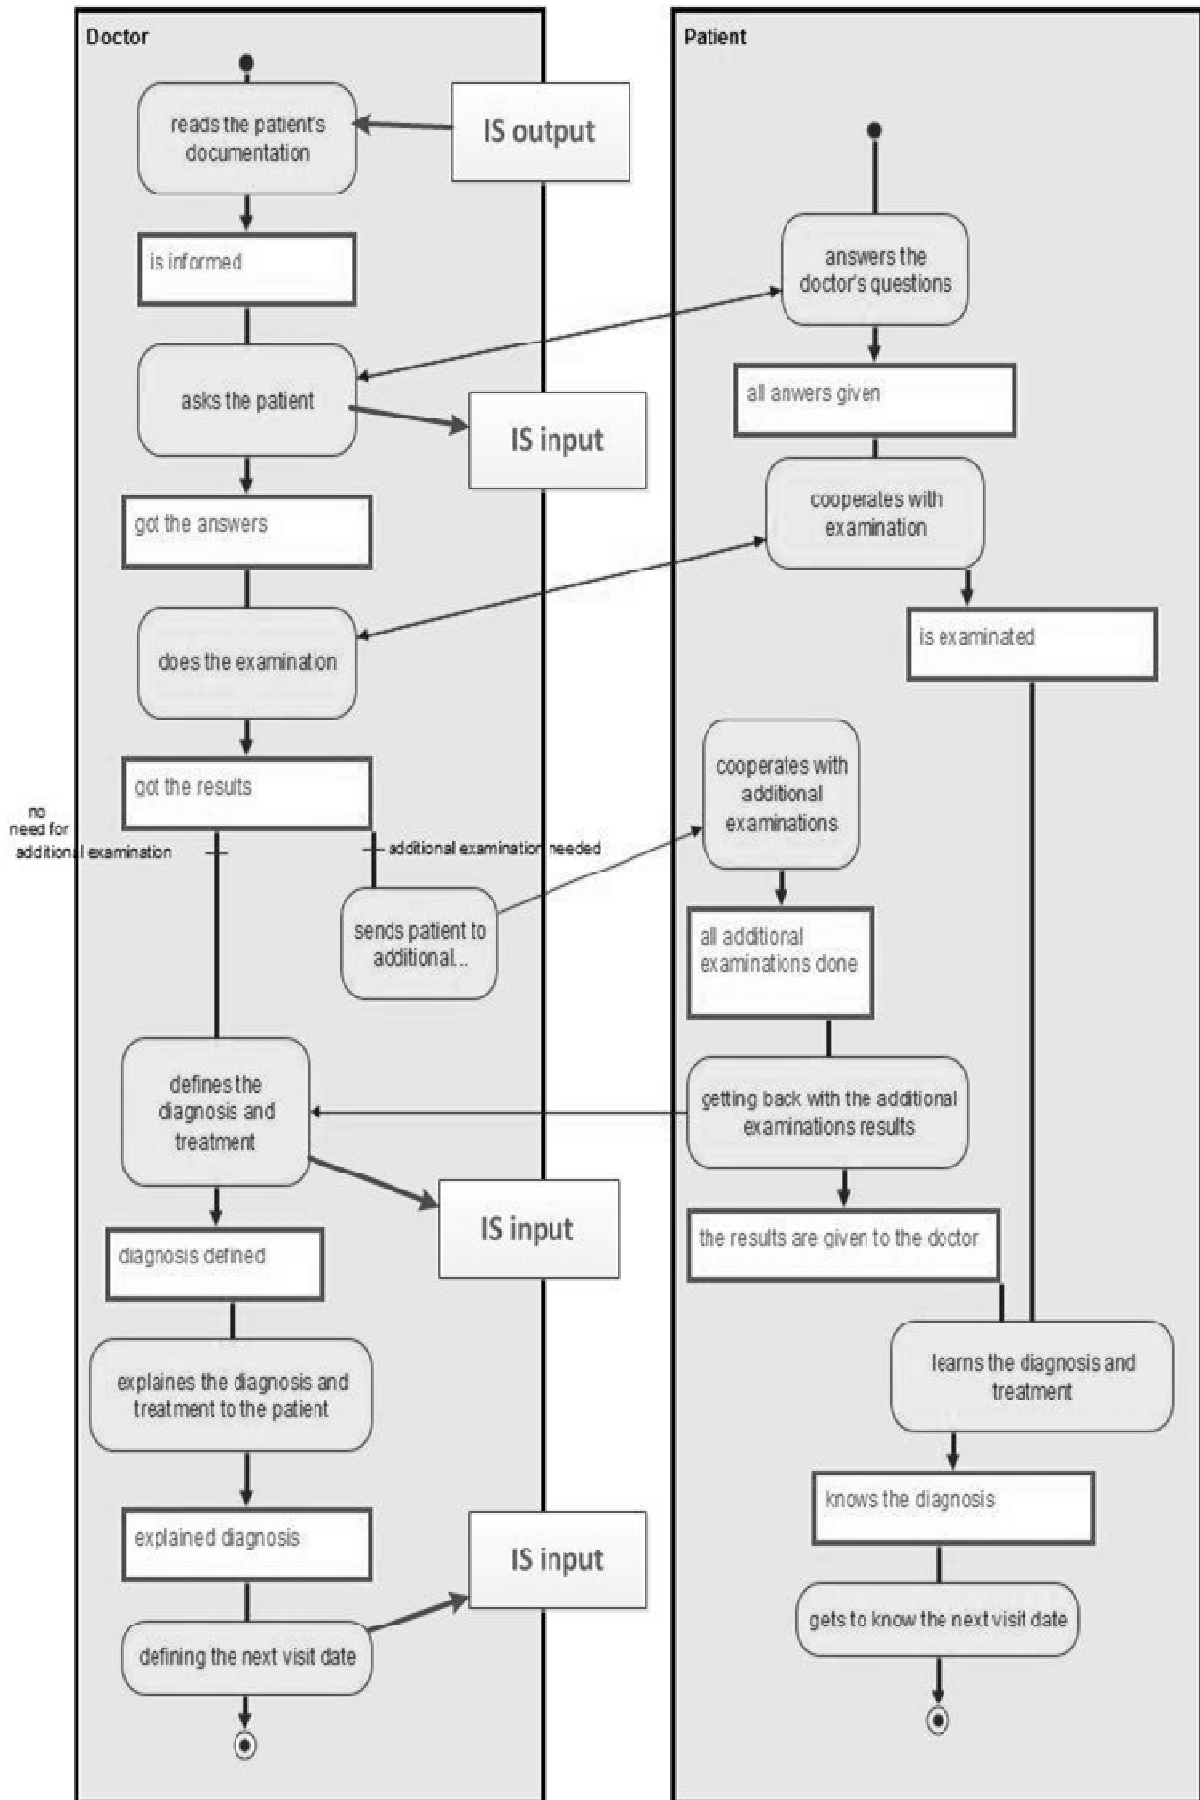 Doctor
reads the patient's
documentation
IS output
is informed
asks the patient
IS input
got the answers
does the examination
got the results
no
need for
additional examination
additional examination needed
sends patient to
additional...
defines the
diagnosis and
treatment
IS input
diagnosis defined
explaines the diagnosis and
treatment to the patient
explained diagnosis
IS input
defining the next visit date
Patient
answers the
doctor's questions
all anwers given
cooperates with
examination
is examinated
cooperates with
additional
examinations
all additional
examinations done
getting back with the additional
examinations results
the results are given to the doctor
learns the diagnosis and
treatment
knows the diagnosis
gets to know the next visit date